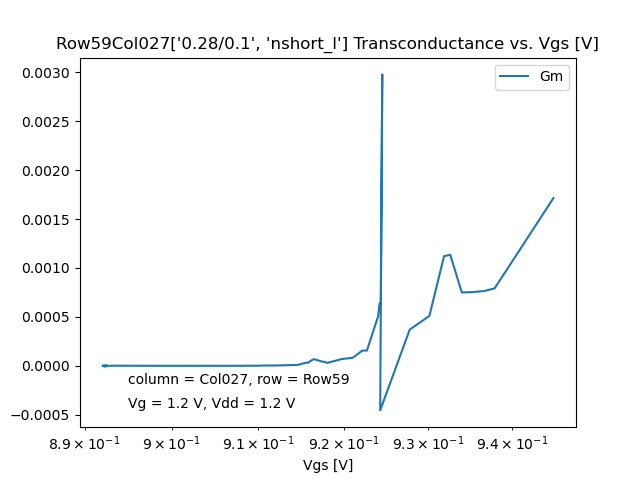 Row59Col027['0.28/0.1', 'nshort_l'] Transconductance vs. Vgs [V]
0.0030
Gm
0.0025
0.0020
0.0015
0.0010
0.0005
0.0000
column = Col027, row = Row59
Vg = 1.2 V, Vdd = 1.2 V
−0.0005
8.9 × 10⁻¹ 9 × 10⁻¹ 9.1 × 10⁻¹ 9.2 × 10⁻¹ 9.3 × 10⁻¹ 9.4 × 10⁻¹
Vgs [V]